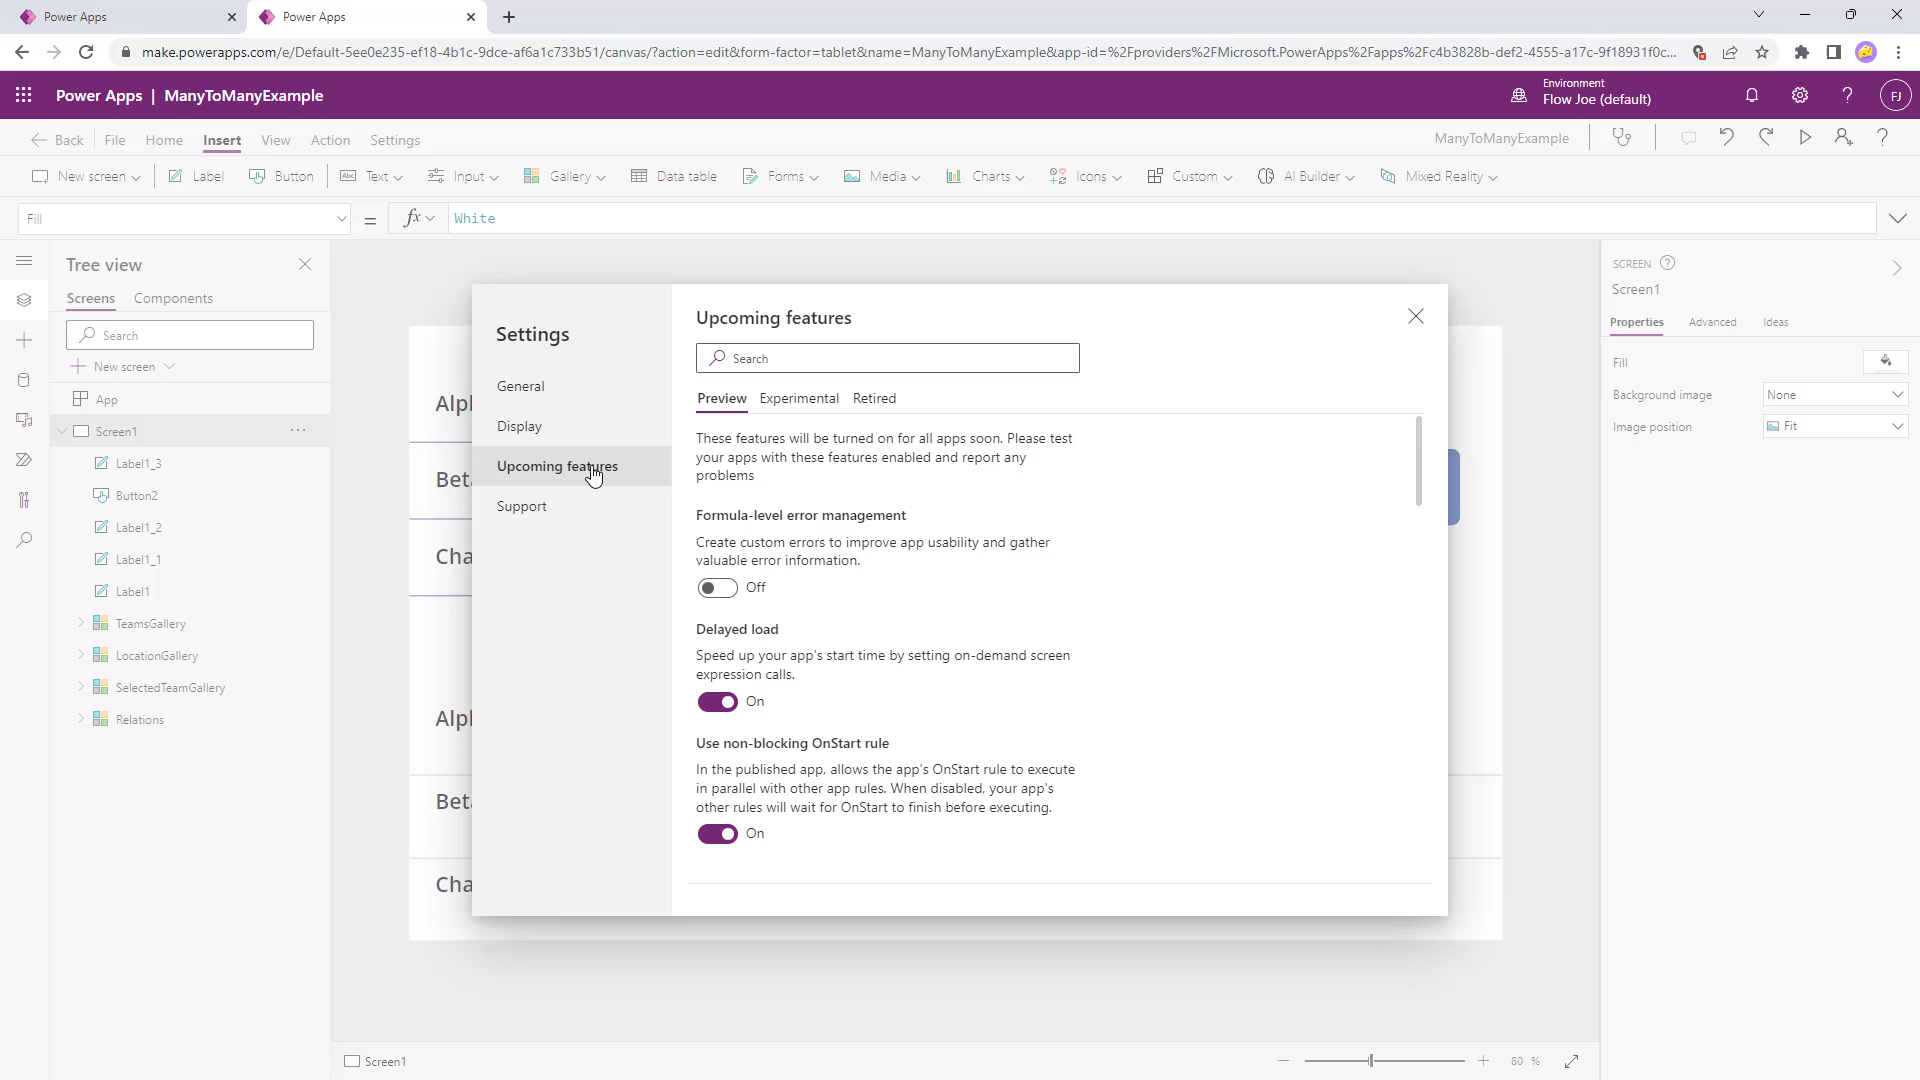 Power Apps
Power Apps
make.powerapps.com/e/Default-5ee0e235-ef18-4b1c-9dce-af6a1c733b51/canvas/?action=edit&form-factor=tablet&name=ManyToManyExample&app-id=%2Fproviders%2FMicrosoft.PowerApps%2Fapps%2Fc4b3828b-def2-4555-a17c-9f18931f0c...
Power Apps | ManyToManyExample
Environment
Flow Joe (default)
?
FJ
Back
File
Home
Insert
View
Action
Settings
ManyToManyExample
?
New screen
Label
Button
Abc
Text
Input
Gallery
Data table
Forms
Media
Charts
Icons
Custom
AI Builder
Mixed Reality
Fill
=
fx
White
Tree view
Screens
Components
Search
New screen
App
Screen1
Label1_3
Button2
Label1_2
Label1_1
Label1
TeamsGallery
LocationGallery
SelectedTeamGallery
Relations
Alph
Beta
Cha
Alph
Beta
Cha
Settings
General
Display
Upcoming features
Support
Upcoming features
Search
Preview
Experimental
Retired
These features will be turned on for all apps soon. Please test
your apps with these features enabled and report any
problems
Formula-level error management
Create custom errors to improve app usability and gather
valuable error information.
Off
Delayed load
Speed up your app's start time by setting on-demand screen
expression calls.
On
Use non-blocking OnStart rule
In the published app, allows the app's OnStart rule to execute
in parallel with other app rules. When disabled, your app's
other rules will wait for OnStart to finish before executing.
On
SCREEN ?
Screen1
Properties
Advanced
Ideas
Fill
Background image
None
Image position
Fit
Screen1
80 %